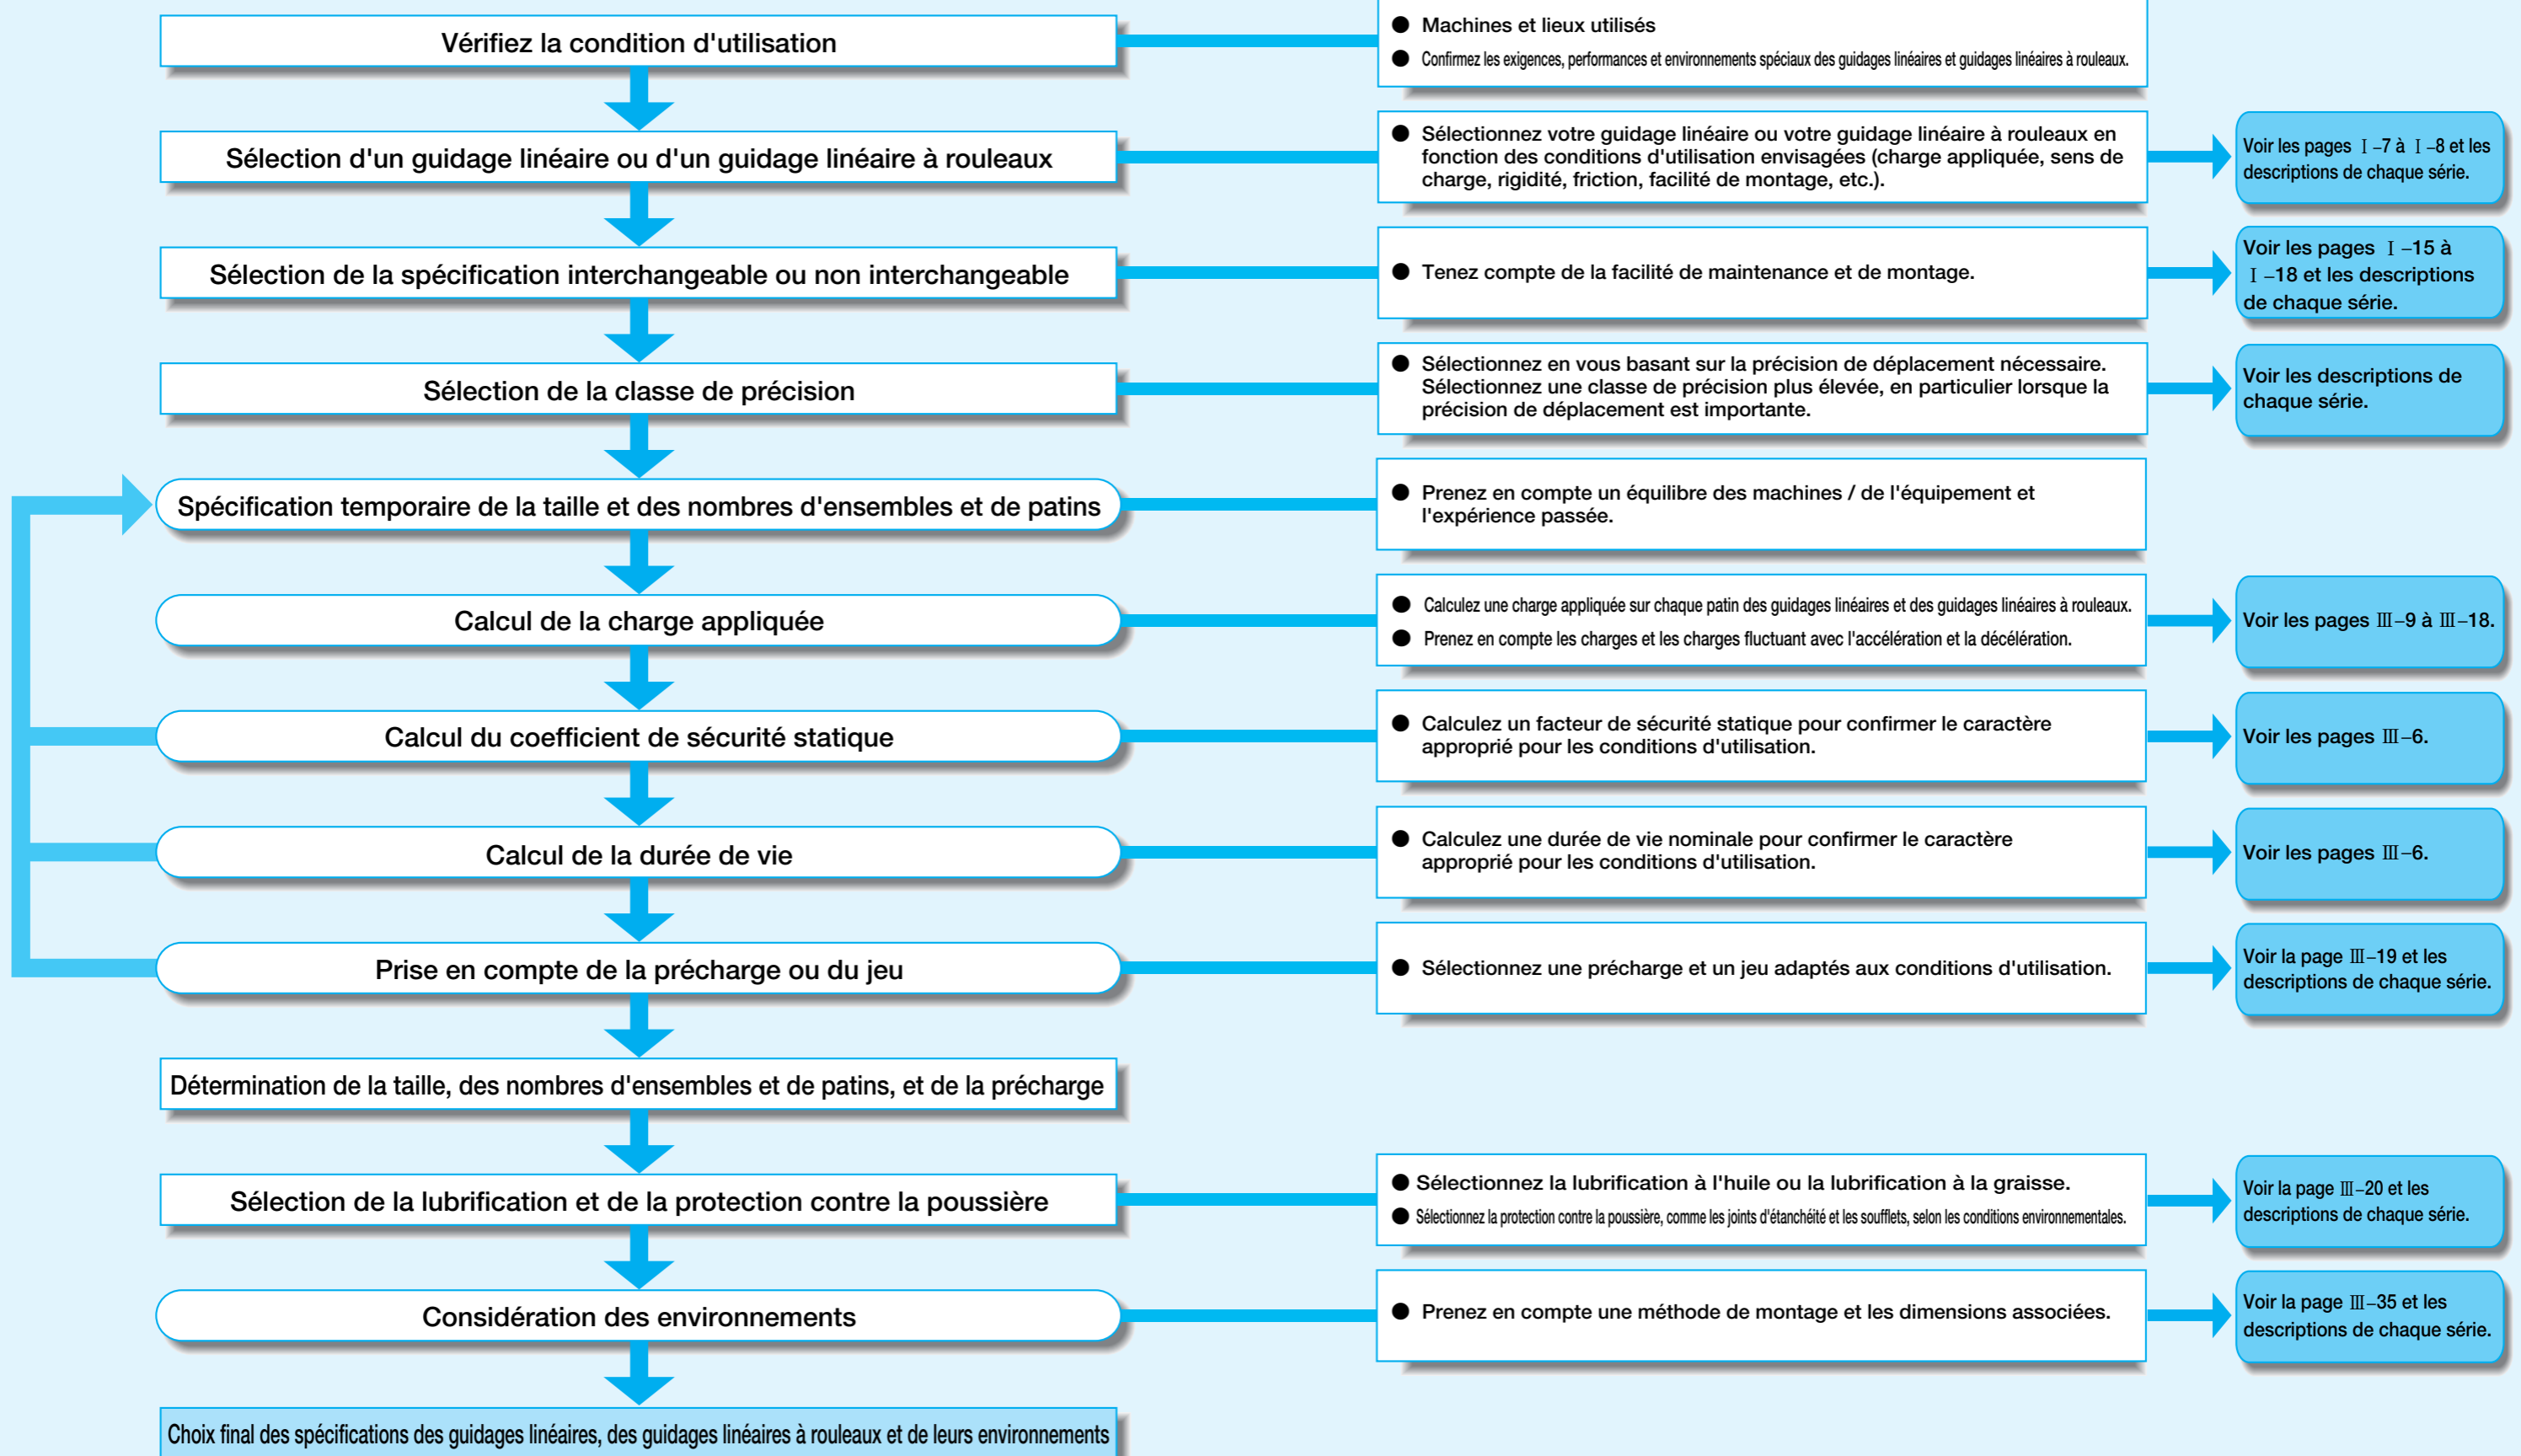 Vérifiez la condition d'utilisation
● Machines et lieux utilisés
● Confirmez les exigences, performances et environnements spéciaux des guidages linéaires et guidages linéaires à rouleaux.
Sélection d'un guidage linéaire ou d'un guidage linéaire à rouleaux
● Sélectionnez votre guidage linéaire ou votre guidage linéaire à rouleaux en
fonction des conditions d'utilisation envisagées (charge appliquée, sens de
charge, rigidité, friction, facilité de montage, etc.).
Voir les pages Ⅰ–7 à Ⅰ–8 et les
descriptions de chaque série.
Sélection de la spécification interchangeable ou non interchangeable
● Tenez compte de la facilité de maintenance et de montage.
Voir les pages Ⅰ–15 à
Ⅰ–18 et les descriptions
de chaque série.
Sélection de la classe de précision
● Sélectionnez en vous basant sur la précision de déplacement nécessaire.
Sélectionnez une classe de précision plus élevée, en particulier lorsque la
précision de déplacement est importante.
Voir les descriptions de
chaque série.
Spécification temporaire de la taille et des nombres d'ensembles et de patins
● Prenez en compte un équilibre des machines / de l'équipement et
l'expérience passée.
Calcul de la charge appliquée
● Calculez une charge appliquée sur chaque patin des guidages linéaires et des guidages linéaires à rouleaux.
● Prenez en compte les charges et les charges fluctuant avec l'accélération et la décélération.
Voir les pages Ⅲ–9 à Ⅲ–18.
Calcul du coefficient de sécurité statique
● Calculez un facteur de sécurité statique pour confirmer le caractère
approprié pour les conditions d'utilisation.
Voir les pages Ⅲ–6.
Calcul de la durée de vie
● Calculez une durée de vie nominale pour confirmer le caractère
approprié pour les conditions d'utilisation.
Voir les pages Ⅲ–6.
Prise en compte de la précharge ou du jeu
● Sélectionnez une précharge et un jeu adaptés aux conditions d'utilisation.
Voir la page Ⅲ–19 et les
descriptions de chaque série.
Détermination de la taille, des nombres d'ensembles et de patins, et de la précharge
Sélection de la lubrification et de la protection contre la poussière
● Sélectionnez la lubrification à l'huile ou la lubrification à la graisse.
● Sélectionnez la protection contre la poussière, comme les joints d'étanchéité et les soufflets, selon les conditions environnementales.
Voir la page Ⅲ–20 et les
descriptions de chaque série.
Considération des environnements
● Prenez en compte une méthode de montage et les dimensions associées.
Voir la page Ⅲ–35 et les
descriptions de chaque série.
Choix final des spécifications des guidages linéaires, des guidages linéaires à rouleaux et de leurs environnements